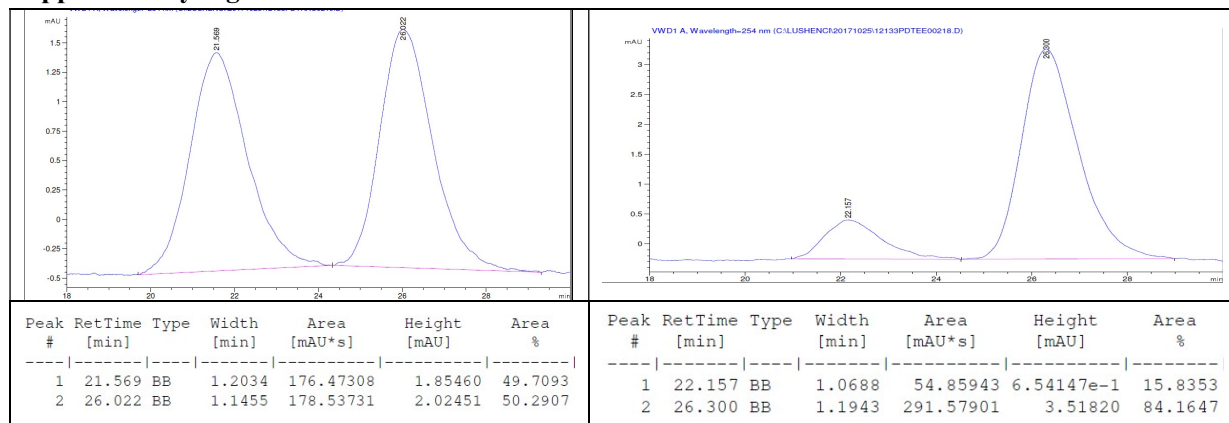 mAU
21.569
26.022
1.5
1.25
1
0.75
0.5
0.25
0
-0.25
-0.5
18 20 22 24 26 28 min
VWD1 A, Wavelength=254 nm (C:\LUSHENCI\20171025\12133PDTEE00218.D)
mAU
26.300
22.157
3
2.5
2
1.5
1
0.5
0
18 20 22 24 26 28 min
Peak RetTime Type Width Area Height Area
# [min] [min] [mAU*s] [mAU] %
----|-------|----|-------|----------|----------|--------|
1 21.569 BB 1.2034 176.47308 1.85460 49.7093
2 26.022 BB 1.1455 178.53731 2.02451 50.2907
Peak RetTime Type Width Area Height Area
# [min] [min] [mAU*s] [mAU] %
----|-------|----|-------|----------|----------|--------|
1 22.157 BB 1.0688 54.85943 6.54147e-1 15.8353
2 26.300 BB 1.1943 291.57901 3.51820 84.1647